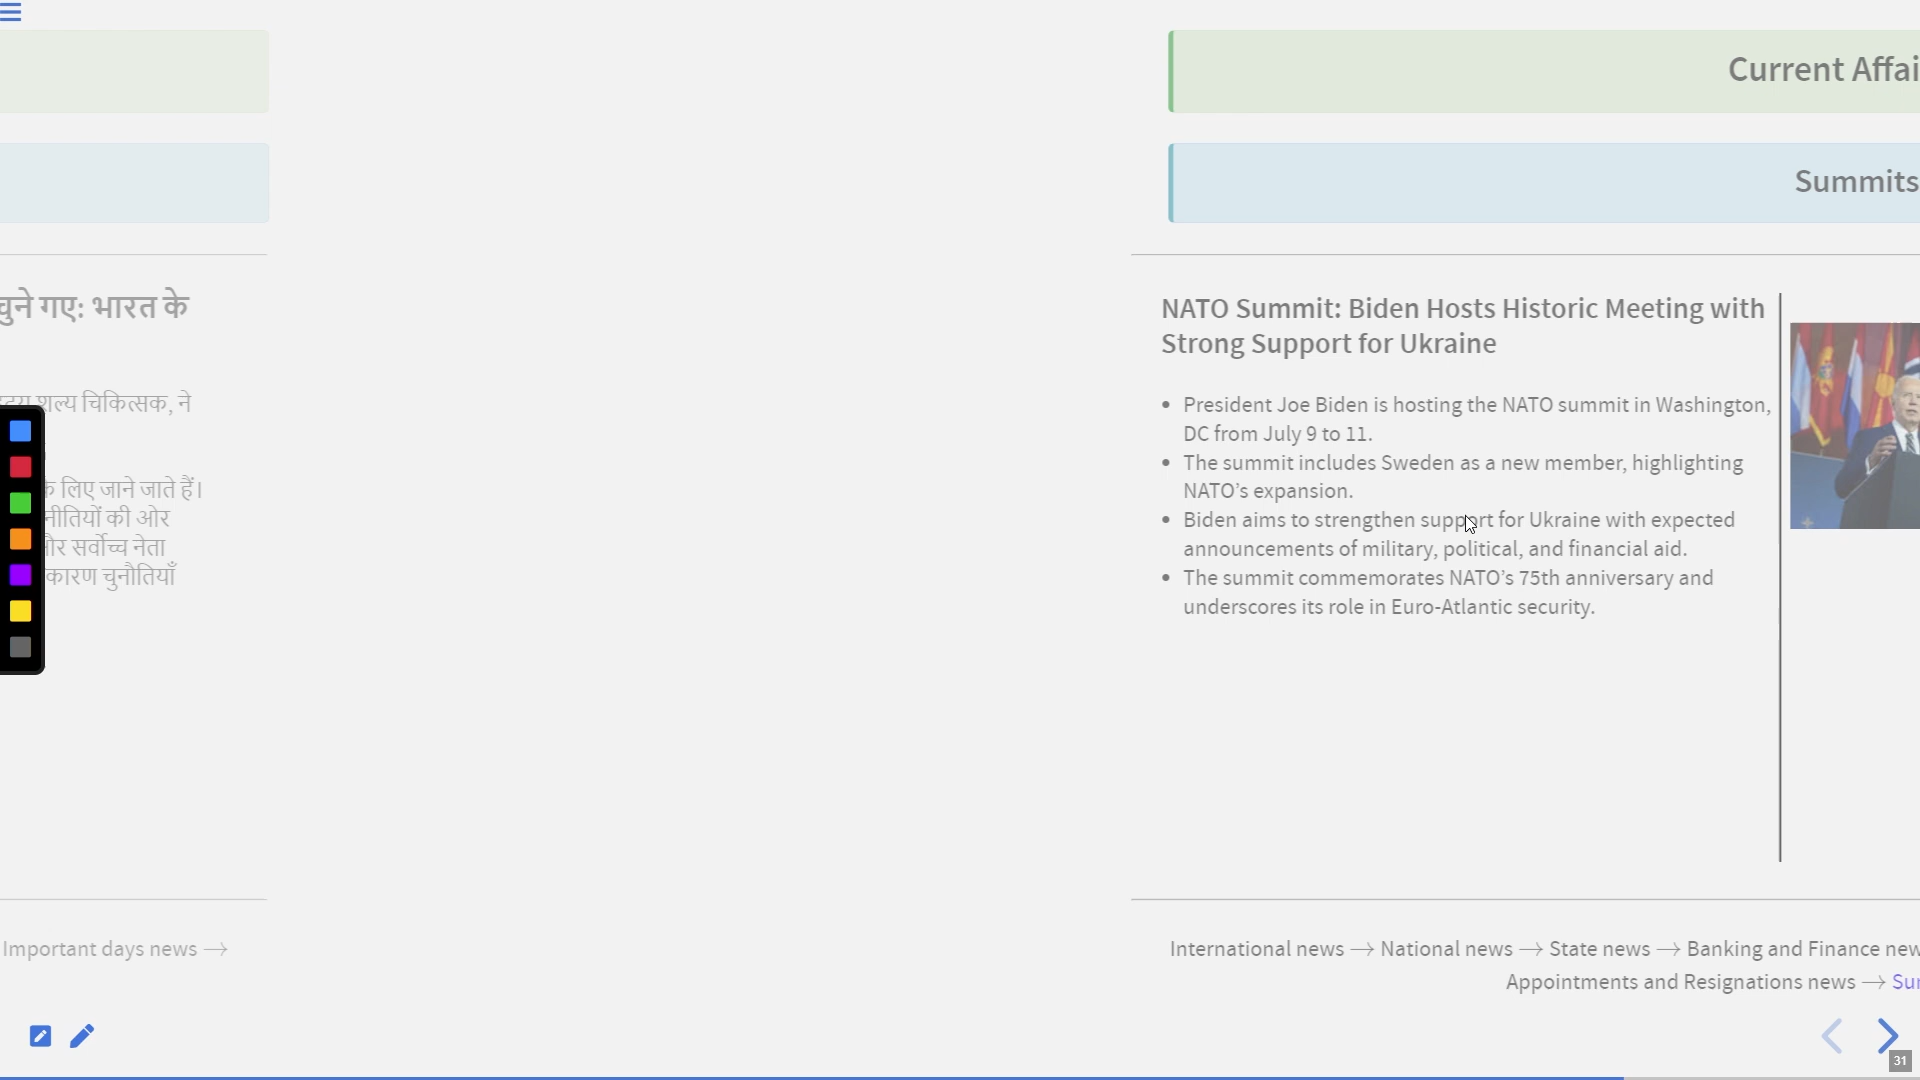 Current Affai
Summits
चुने गए: भारत के
शल्य चिकित्सक, ने
के लिए जाने जाते हैं।
नीतियों की ओर
और सर्वोच्च नेता
कारण चुनौतियाँ
NATO Summit: Biden Hosts Historic Meeting with
Strong Support for Ukraine
• President Joe Biden is hosting the NATO summit in Washington,
DC from July 9 to 11.
• The summit includes Sweden as a new member, highlighting
NATO’s expansion.
• Biden aims to strengthen support for Ukraine with expected
announcements of military, political, and financial aid.
• The summit commemorates NATO’s 75th anniversary and
underscores its role in Euro-Atlantic security.
Important days news →
International news → National news → State news → Banking and Finance new
Appointments and Resignations news → Sur
31